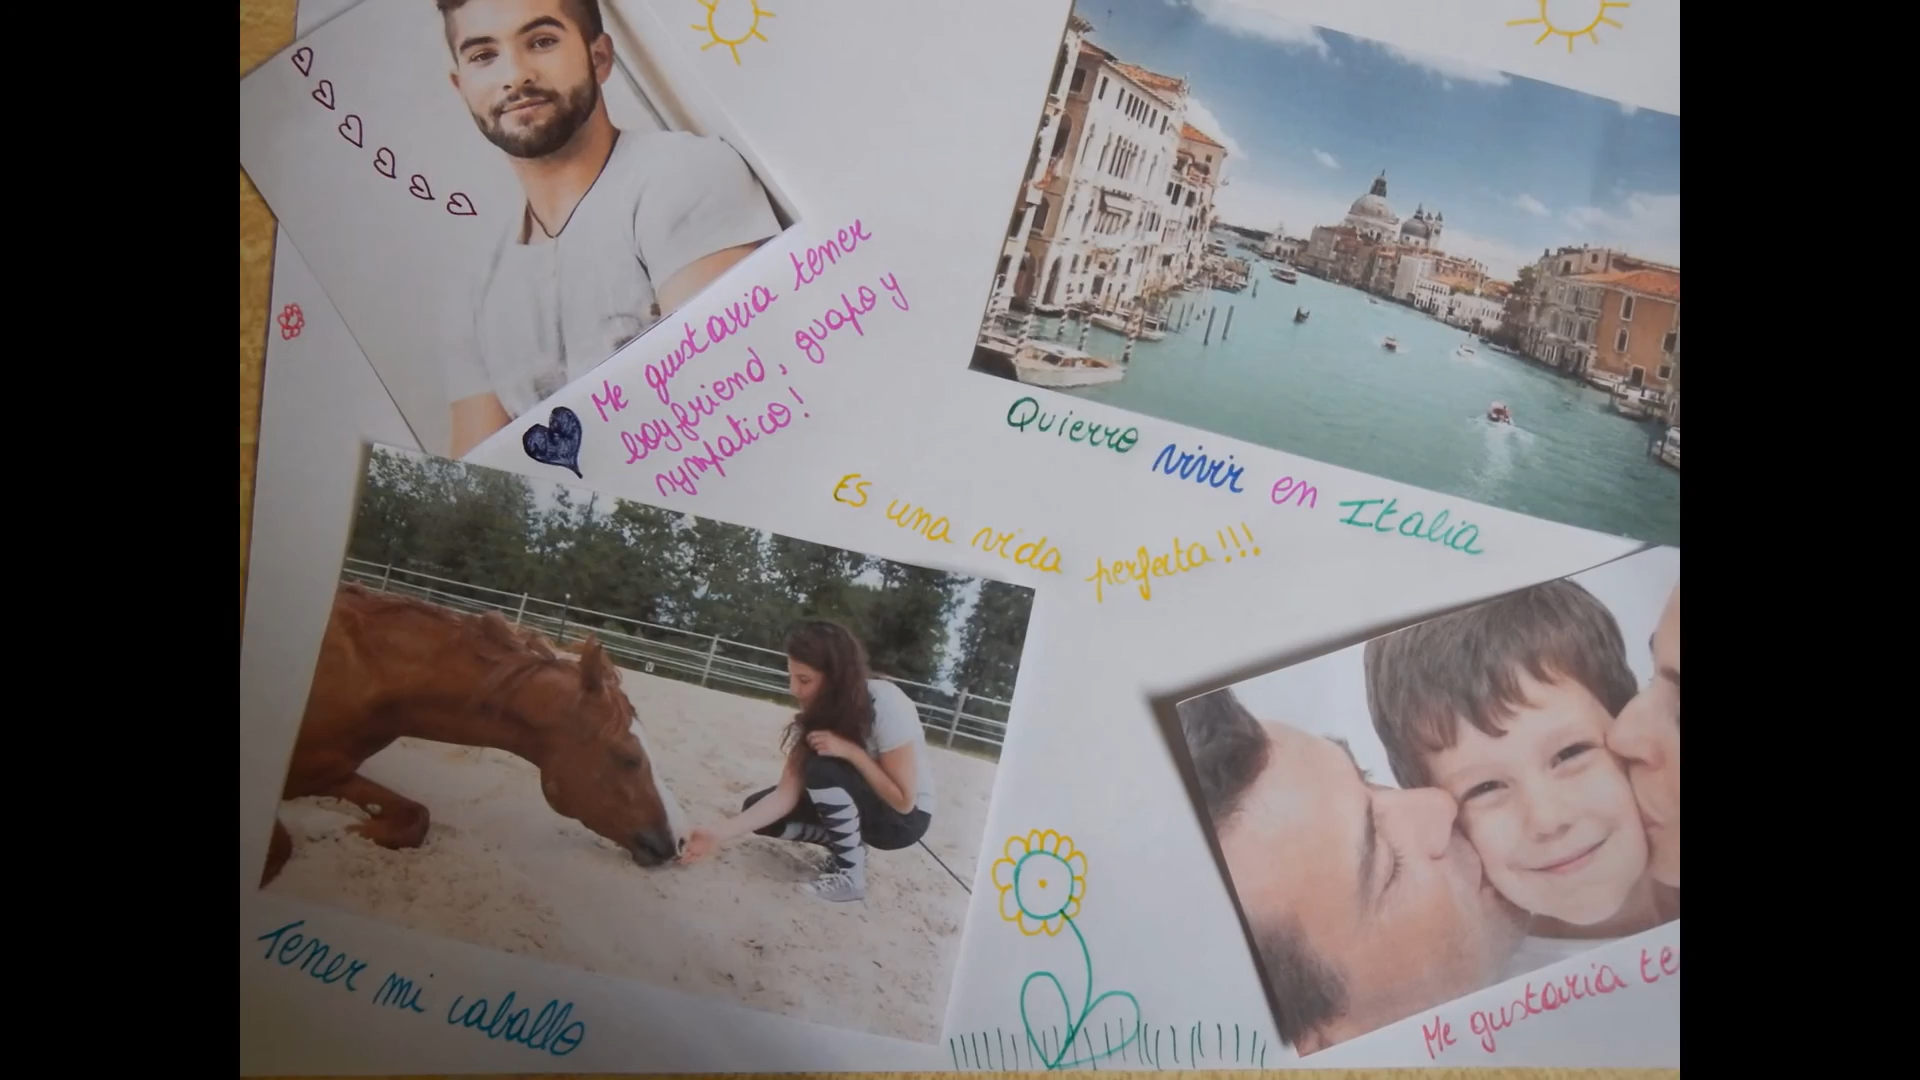 Me gustaria tener
boyfriend, guapo y
sympatico!
Quierro vivir en Italia
Es una vida perfecta!!!
Tener mi caballo
Me gustaria te